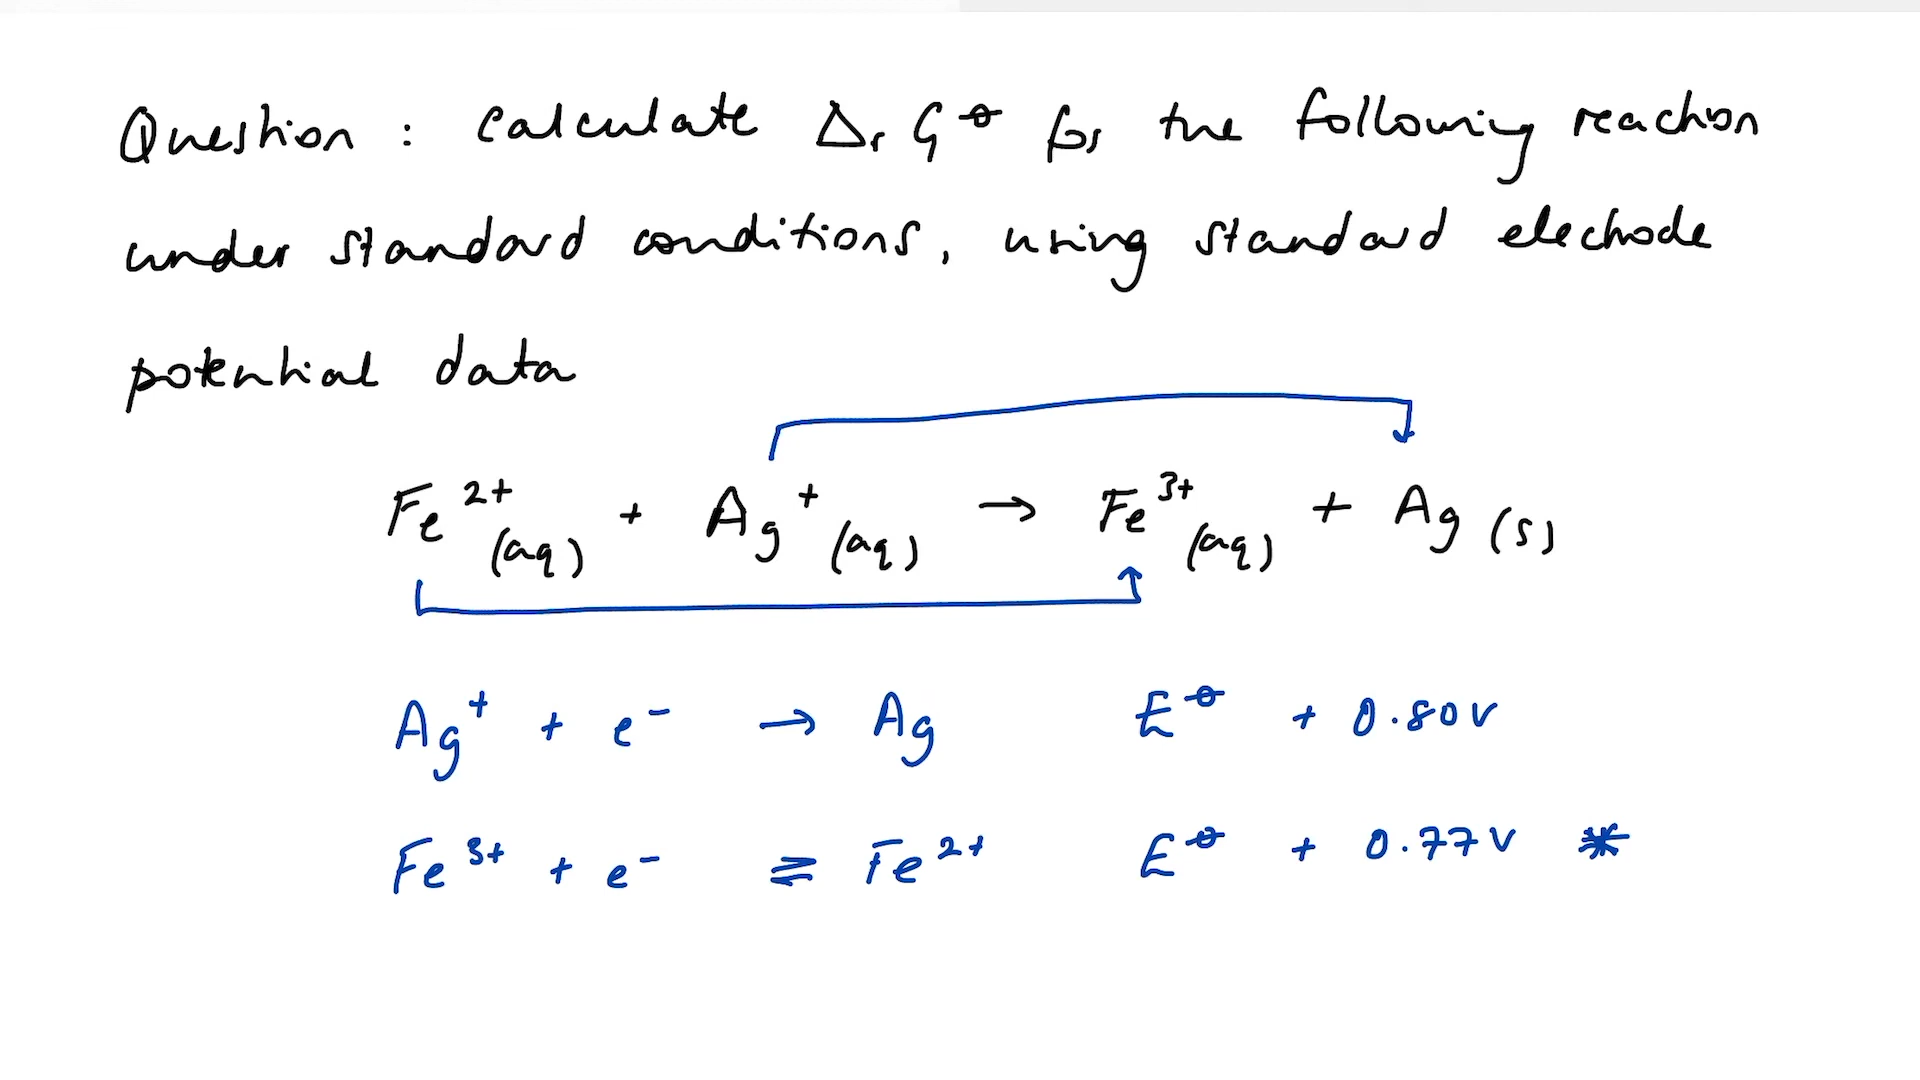 Question : calculate ΔrG⦵ for the following reaction
under standard conditions, using standard electrode
potential data
Fe²⁺(aq) + Ag⁺(aq) → Fe³⁺(aq) + Ag(s)
Ag⁺ + e⁻ → Ag E⦵ + 0.80V
Fe³⁺ + e⁻ ⇌ Fe²⁺ E⦵ + 0.77V *